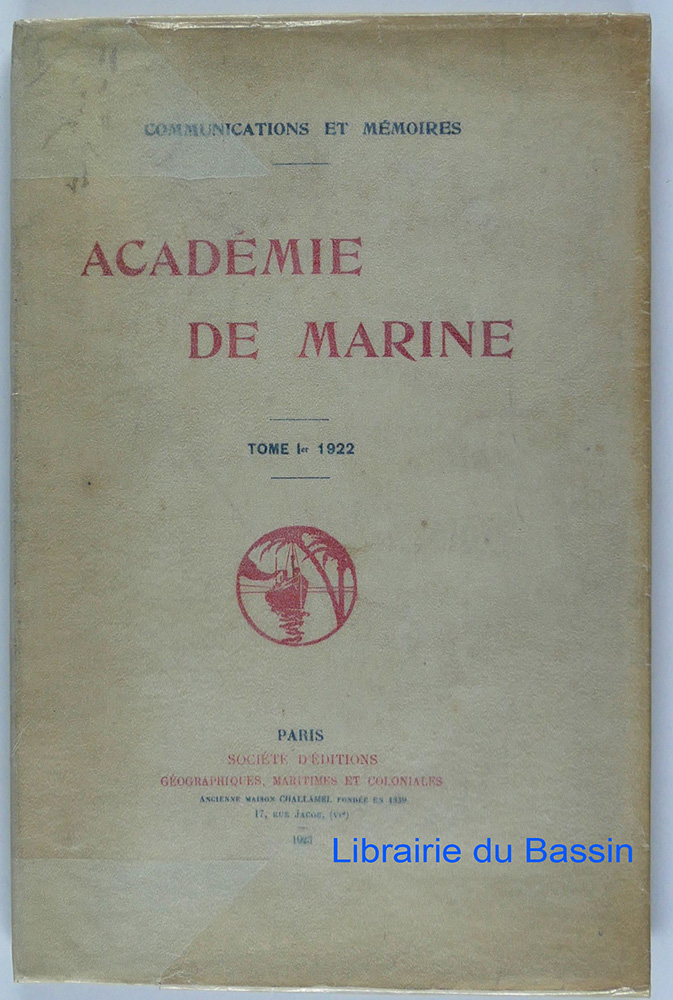 COMMUNICATIONS ET MÉMOIRES
ACADÉMIE
DE MARINE
TOME Ier 1922
PARIS
SOCIÉTÉ D'ÉDITIONS
GÉOGRAPHIQUES, MARITIMES ET COLONIALES
ANCIENNE MAISON CHALLAMEL, FONDÉE EN 1839
17, RUE JACOB, (VIe)
1923
Librairie du Bassin